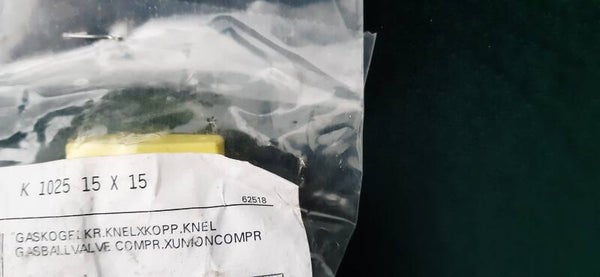 K 1025 15 X 15
62518
GASKOGELKR.KNELXKOPP.KNEL
GASBALLVALVE COMPR.XUNIONCOMPR